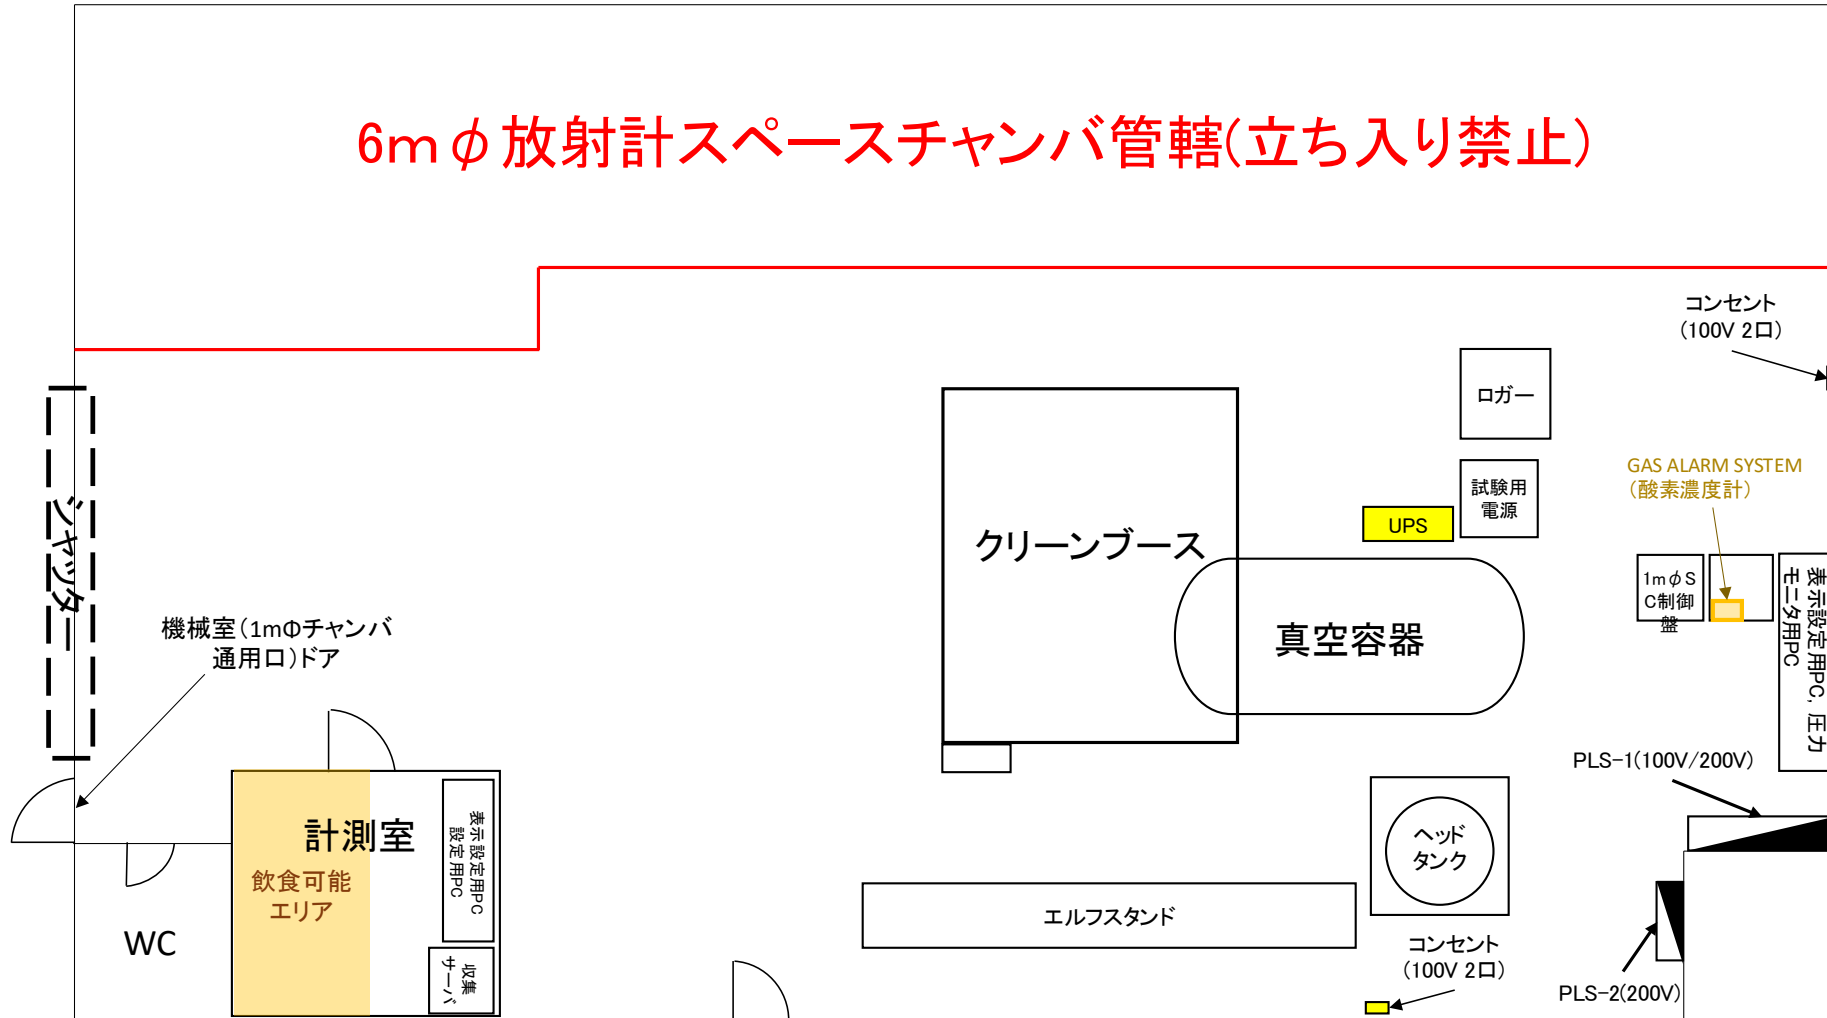 6mφ放射計スペースチャンバ管轄(立ち入り禁止)
コンセント
(100V 2口)
ロガー
GAS ALARM SYSTEM
(酸素濃度計)
試験用
電源
UPS
クリーンブース
シャッター
1mφS
C制御
盤
表示設定用PC, 圧力
モニタ用PC
機械室(1mΦチャンバ
通用口)ドア
真空容器
PLS-1(100V/200V)
計測室
表示設定用PC
設定用PC
飲食可能
エリア
ヘッド
タンク
エルフスタンド
WC
収集
サーバ
コンセント
(100V 2口)
PLS-2(200V)